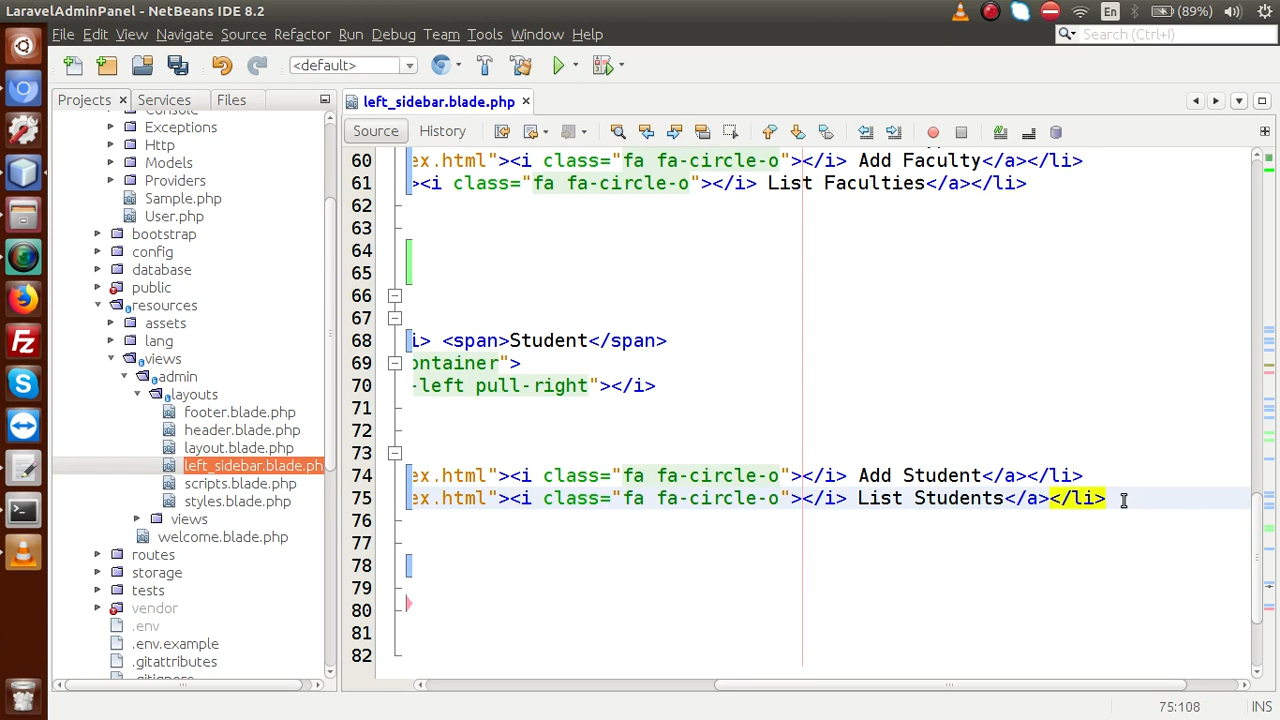 LaravelAdminPanel - NetBeans IDE 8.2
En
(89%)
File Edit View Navigate Source Refactor Run Debug Team Tools Window Help
Search (Ctrl+I)
<default>
Projects Services Files
left_sidebar.blade.php
Source History
Exceptions
Http
Models
Providers
Sample.php
User.php
bootstrap
config
database
public
resources
assets
lang
views
admin
layouts
footer.blade.php
header.blade.php
layout.blade.php
left_sidebar.blade.ph
scripts.blade.php
styles.blade.php
views
welcome.blade.php
routes
storage
tests
vendor
.env
.env.example
.gitattributes
60 ex.html"><i class="fa fa-circle-o"></i> Add Faculty</a></li>
61 ><i class="fa fa-circle-o"></i> List Faculties</a></li>
62
63
64
65
66
67
68 i> <span>Student</span>
69 ontainer">
70 -left pull-right"></i>
71
72
73
74 ex.html"><i class="fa fa-circle-o"></i> Add Student</a></li>
75 ex.html"><i class="fa fa-circle-o"></i> List Students</a></li>
76
77
78
79
80
81
82
75:108
INS